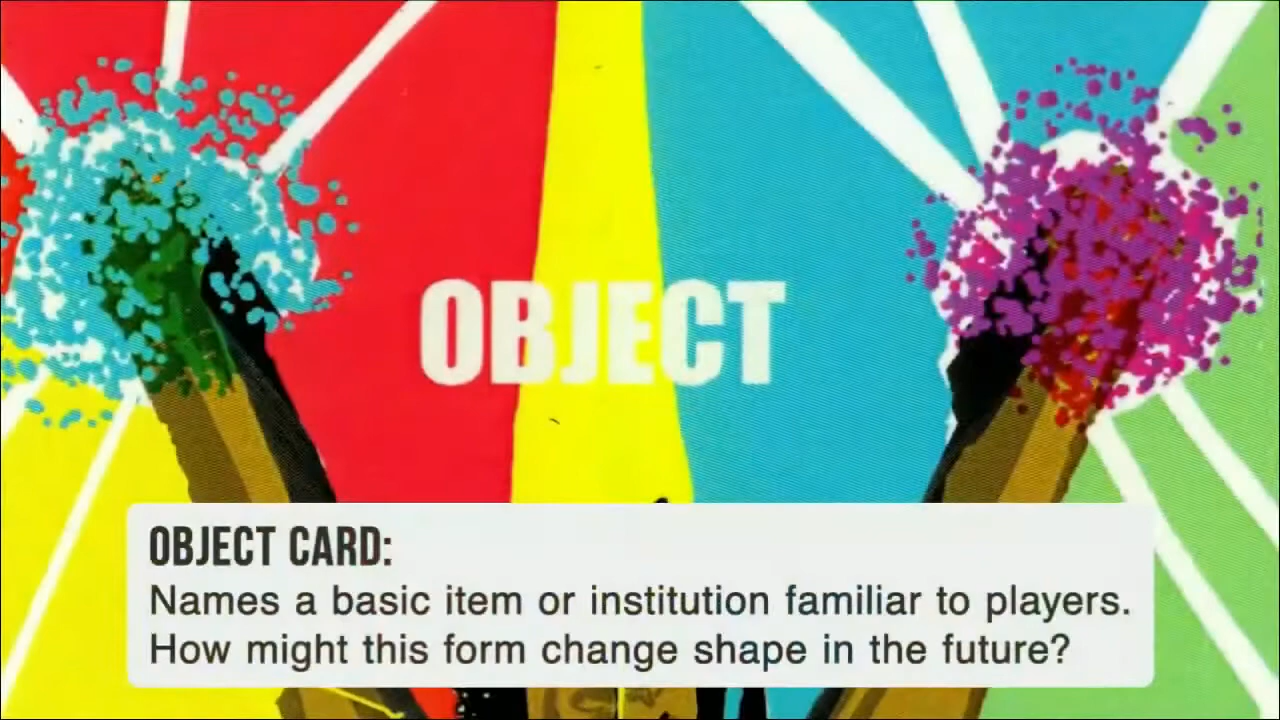 OBJECT
OBJECT CARD:
Names a basic item or institution familiar to players.
How might this form change shape in the future?